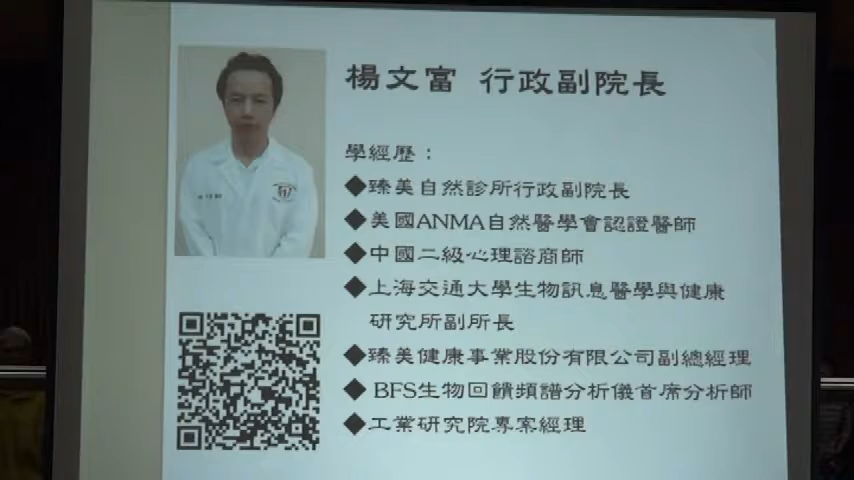 楊文富 行政副院長
學經歷：
◆臻美自然診所行政副院長
◆美國ANMA自然醫學會認證醫師
◆中國二級心理諮商師
◆上海交通大學生物訊息醫學與健康
研究所副所長
◆臻美健康事業股份有限公司副總經理
◆BFS生物回饋頻譜分析儀首席分析師
◆工業研究院專案經理